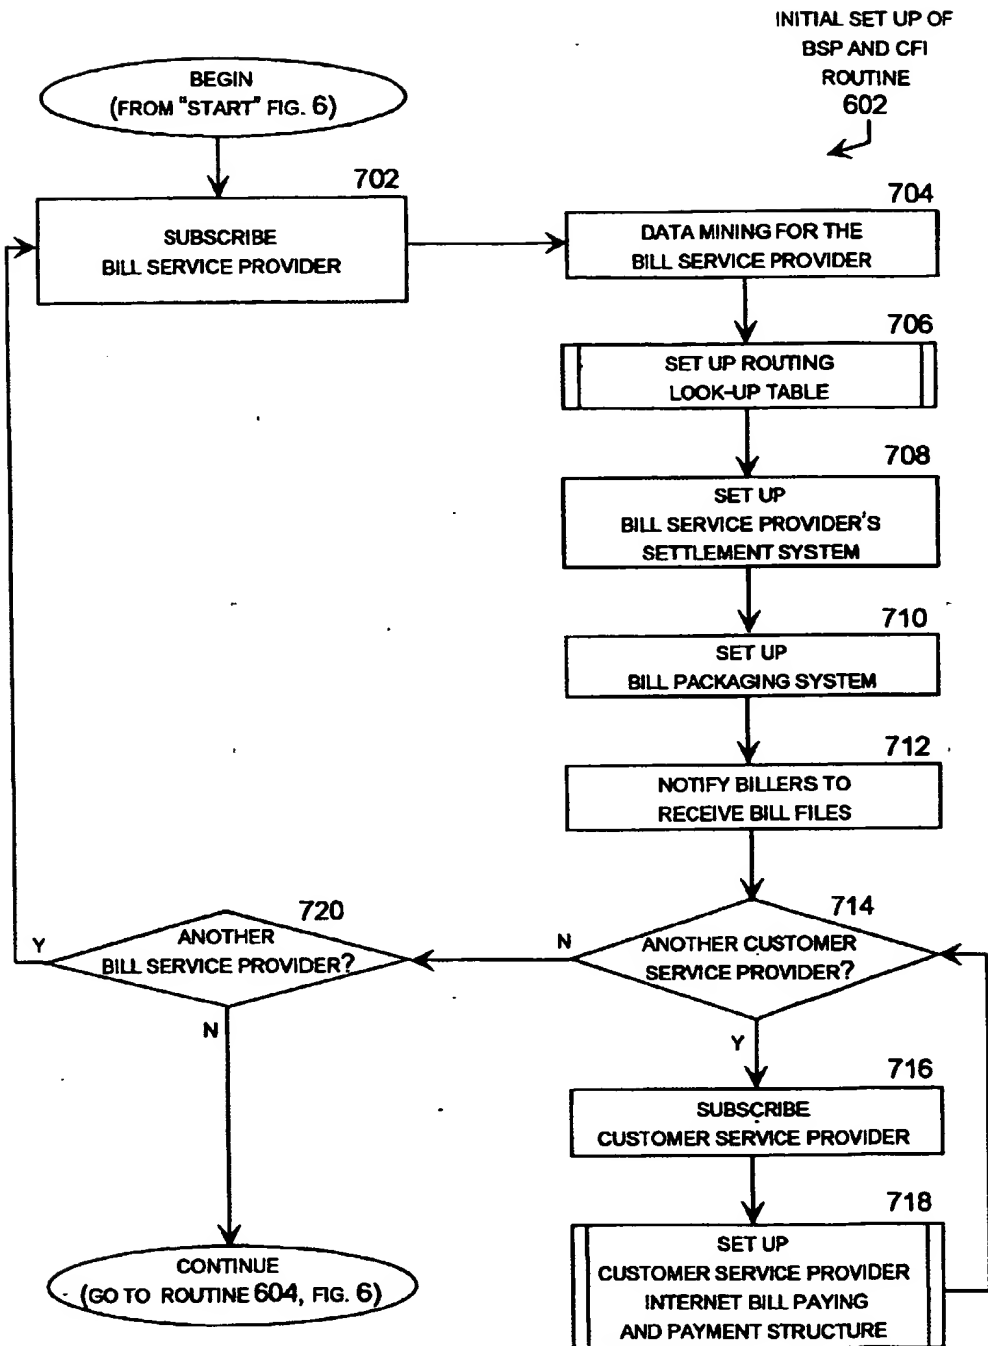 INITIAL SET UP OF
BSP AND CFI
ROUTINE
602
BEGIN
(FROM "START" FIG. 6)
702
SUBSCRIBE
BILL SERVICE PROVIDER
704
DATA MINING FOR THE
BILL SERVICE PROVIDER
706
SET UP ROUTING
LOOK-UP TABLE
708
SET UP
BILL SERVICE PROVIDER'S
SETTLEMENT SYSTEM
710
SET UP
BILL PACKAGING SYSTEM
712
NOTIFY BILLERS TO
RECEIVE BILL FILES
714
ANOTHER CUSTOMER
SERVICE PROVIDER?
N
Y
720
ANOTHER
BILL SERVICE PROVIDER?
Y
N
716
SUBSCRIBE
CUSTOMER SERVICE PROVIDER
718
SET UP
CUSTOMER SERVICE PROVIDER
INTERNET BILL PAYING
AND PAYMENT STRUCTURE
CONTINUE
(GO TO ROUTINE 604, FIG. 6)